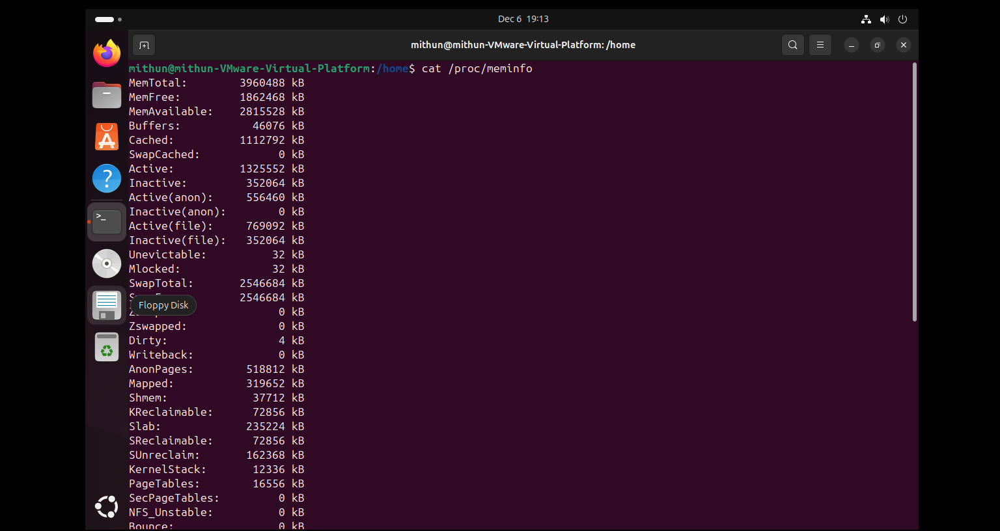 Dec 6 19:13
mithun@mithun-VMware-Virtual-Platform: /home
mithun@mithun-VMware-Virtual-Platform:/home$ cat /proc/meminfo
MemTotal: 3960488 kB
MemFree: 1862468 kB
MemAvailable: 2815528 kB
Buffers: 46076 kB
Cached: 1112792 kB
SwapCached: 0 kB
Active: 1325552 kB
Inactive: 352064 kB
Active(anon): 556460 kB
Inactive(anon): 0 kB
Active(file): 769092 kB
Inactive(file): 352064 kB
Unevictable: 32 kB
Mlocked: 32 kB
SwapTotal: 2546684 kB
2546684 kB
Floppy Disk
0 kB
Zswapped: 0 kB
Dirty: 4 kB
Writeback: 0 kB
AnonPages: 518812 kB
Mapped: 319652 kB
Shmem: 37712 kB
KReclaimable: 72856 kB
Slab: 235224 kB
SReclaimable: 72856 kB
SUnreclaim: 162368 kB
KernelStack: 12336 kB
PageTables: 16556 kB
SecPageTables: 0 kB
NFS_Unstable: 0 kB
Bounce: 0 kB